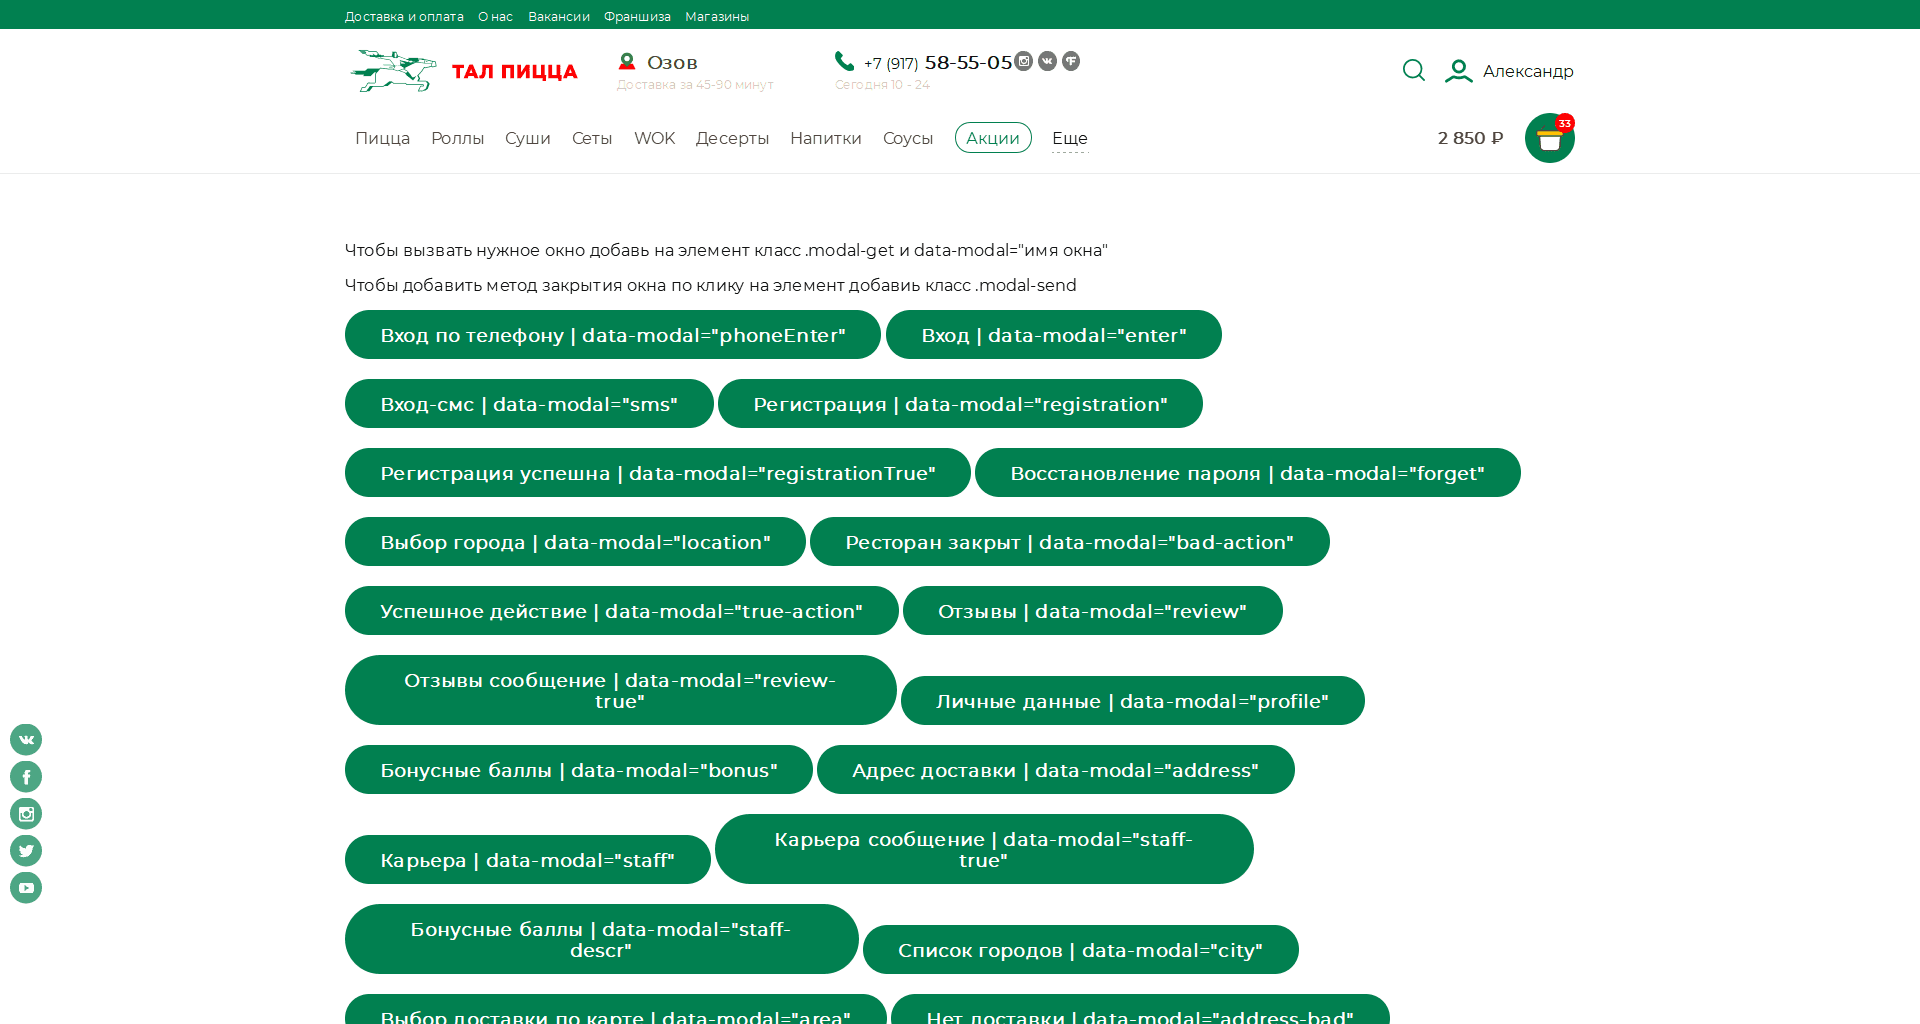 Доставка и оплата О нас Вакансии Франшиза Магазины
ТАЛ ПИЦЦА
Озов
Доставка за 45-90 минут
+7 (917) 58-55-05
Сегодня 10 - 24
Александр
Пицца Роллы Суши Сеты WOK Десерты Напитки Соусы Акции Еще
2 850 ₽
33
Чтобы вызвать нужное окно добавь на элемент класс .modal-get и data-modal="имя окна"
Чтобы добавить метод закрытия окна по клику на элемент добавиь класс .modal-send
Вход по телефону | data-modal="phoneEnter"
Вход | data-modal="enter"
Вход-смс | data-modal="sms"
Регистрация | data-modal="registration"
Регистрация успешна | data-modal="registrationTrue"
Восстановление пароля | data-modal="forget"
Выбор города | data-modal="location"
Ресторан закрыт | data-modal="bad-action"
Успешное действие | data-modal="true-action"
Отзывы | data-modal="review"
Отзывы сообщение | data-modal="review-
true"
Личные данные | data-modal="profile"
Бонусные баллы | data-modal="bonus"
Адрес доставки | data-modal="address"
Карьера | data-modal="staff"
Карьера сообщение | data-modal="staff-
true"
Бонусные баллы | data-modal="staff-
descr"
Список городов | data-modal="city"
Выбор доставки по карте | data-modal="area"
Нет доставки | data-modal="address-bad"